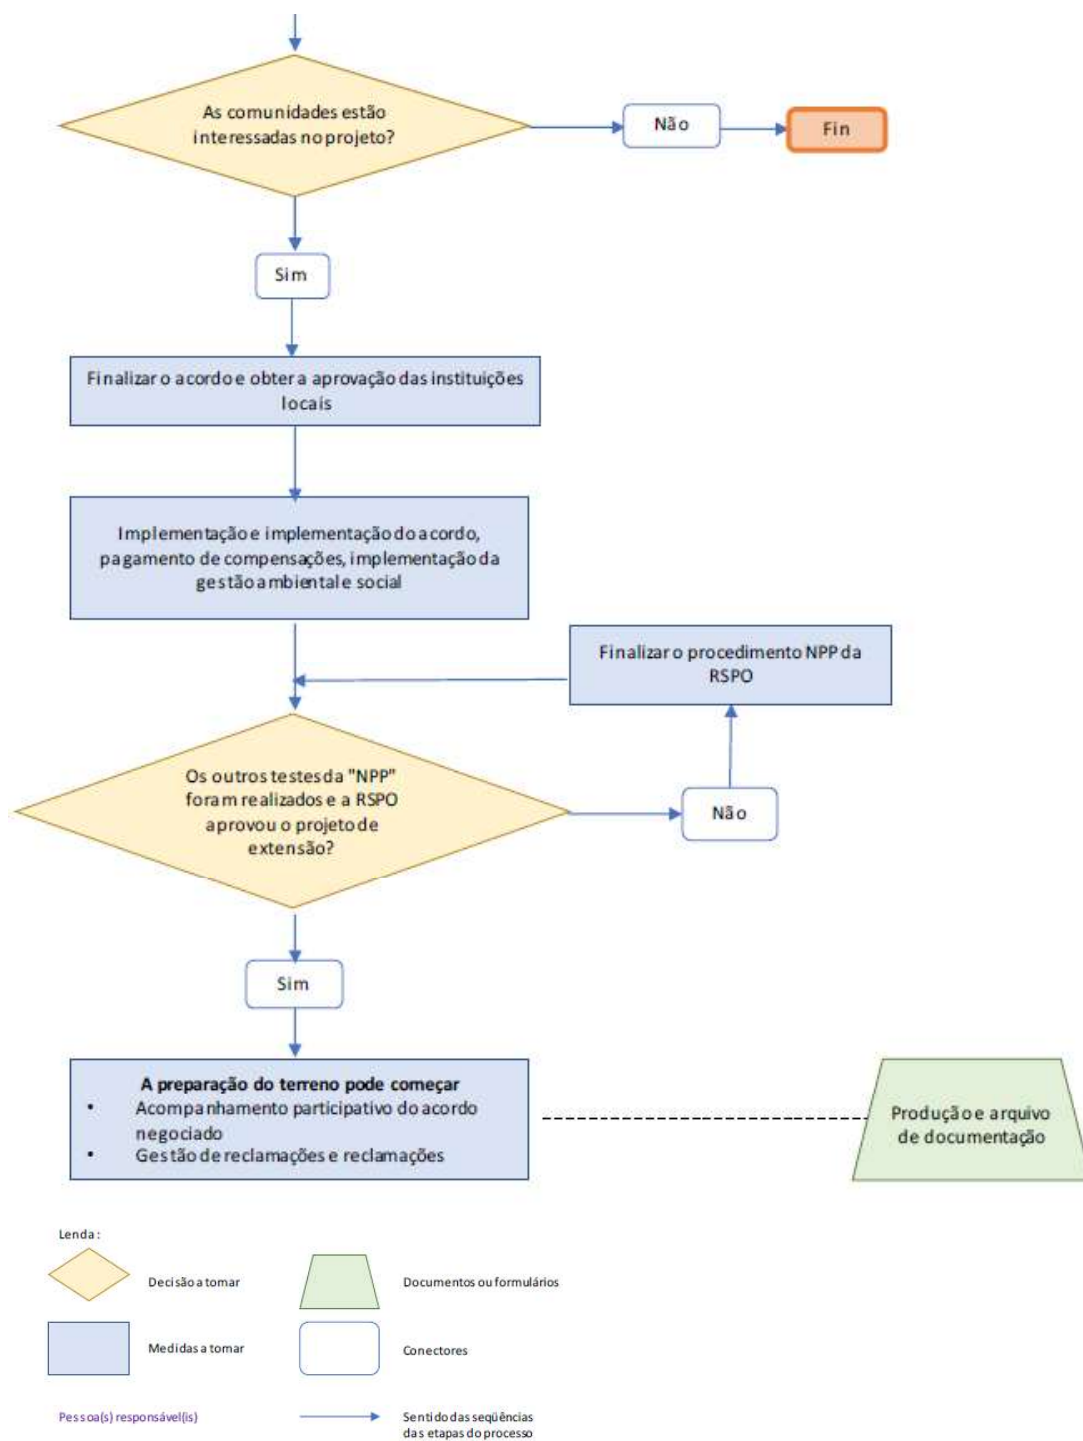 As comunidades estão
interessadas no projeto?
Não
Fin
Sim
Finalizar o acordo e obter a aprovação das instituições
locais
Implementação e implementação do acordo,
pagamento de compensações, implementação da
gestão ambiental e social
Finalizar o procedimento NPP da
RSPO
Os outros testes da "NPP"
foram realizados e a RSPO
aprovou o projeto de
extensão?
Não
Sim
A preparação do terreno pode começar
• Acompanhamento participativo do acordo
negociado
• Gestão de reclamações e reclamações
Produção e arquivo
de documentação
Lenda :
Decisão a tomar
Documentos ou formulários
Medidas a tomar
Conectores
Pessoa(s) responsável(is)
Sentido das seqüências
das etapas do processo